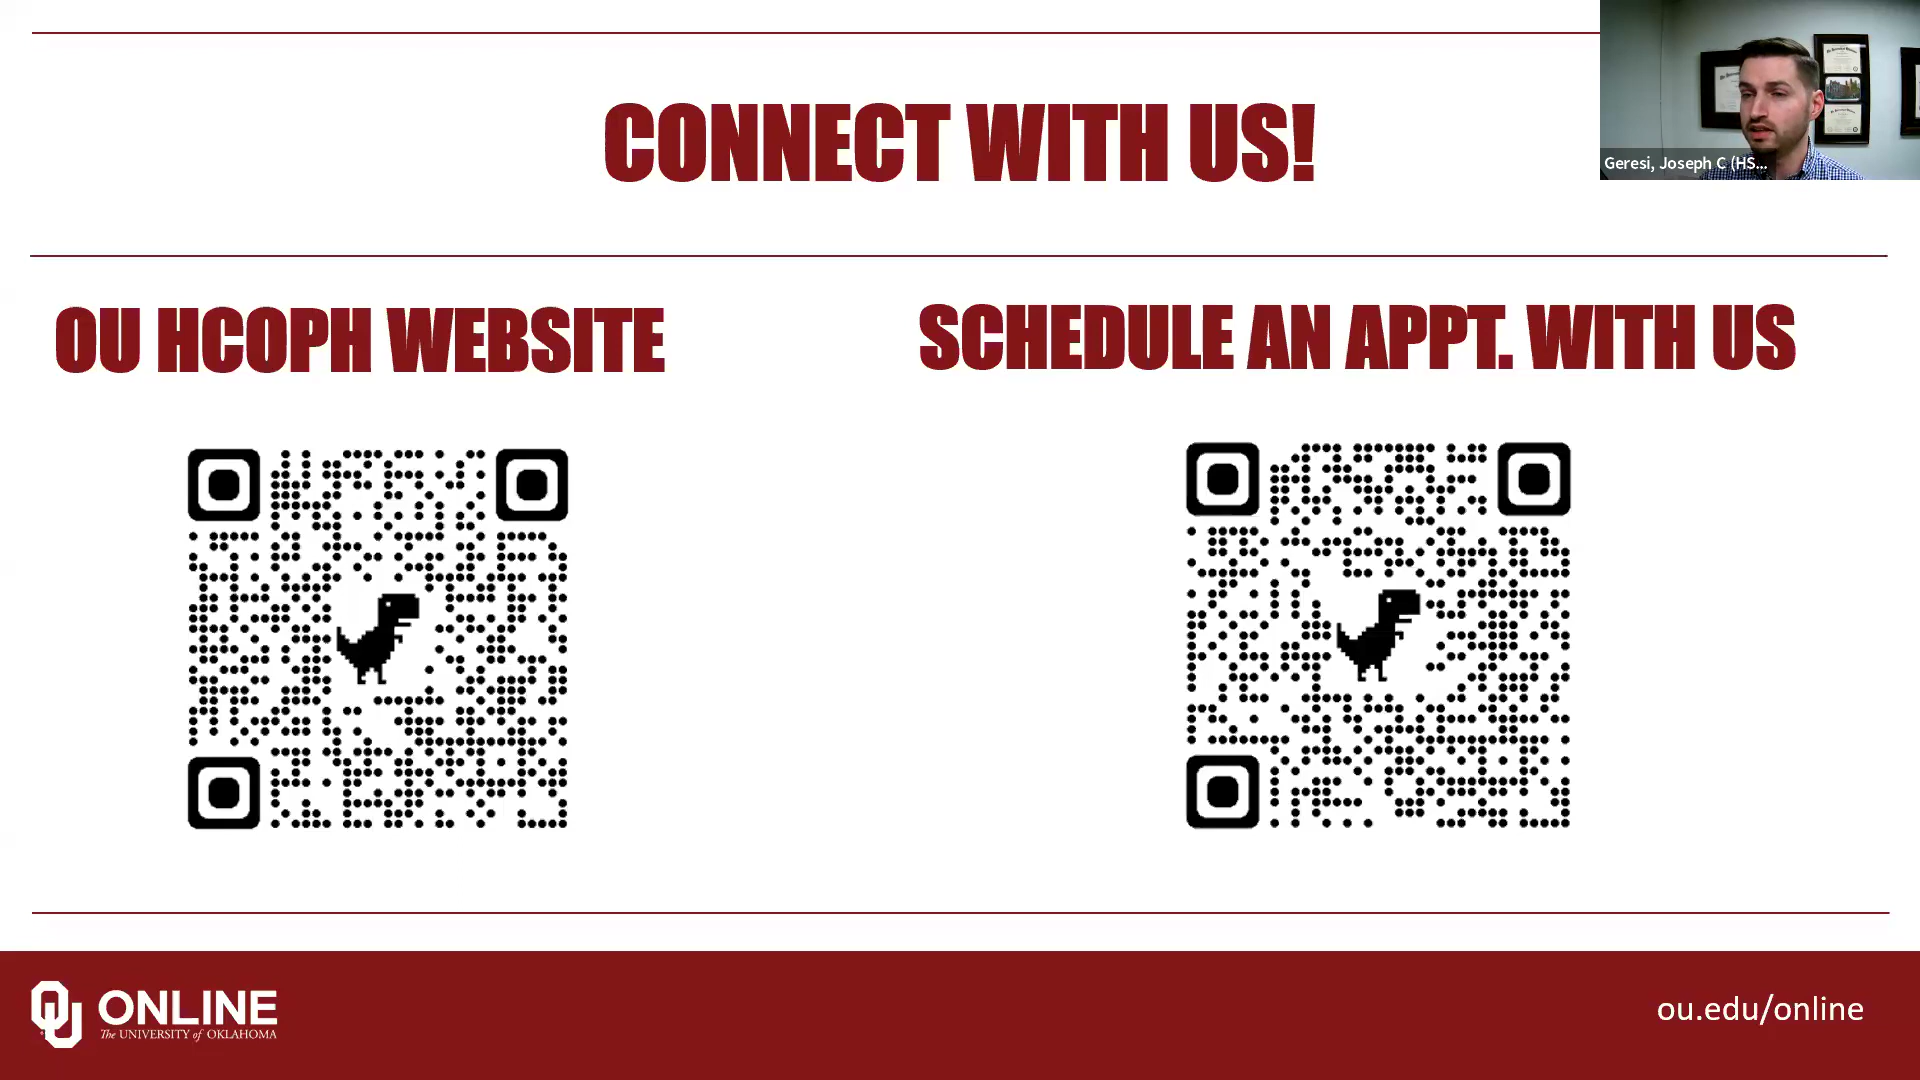 CONNECT WITH US!
Geresi, Joseph C (HS...
OU HCOPH WEBSITE
SCHEDULE AN APPT. WITH US
OU ONLINE
The UNIVERSITY of OKLAHOMA
ou.edu/online